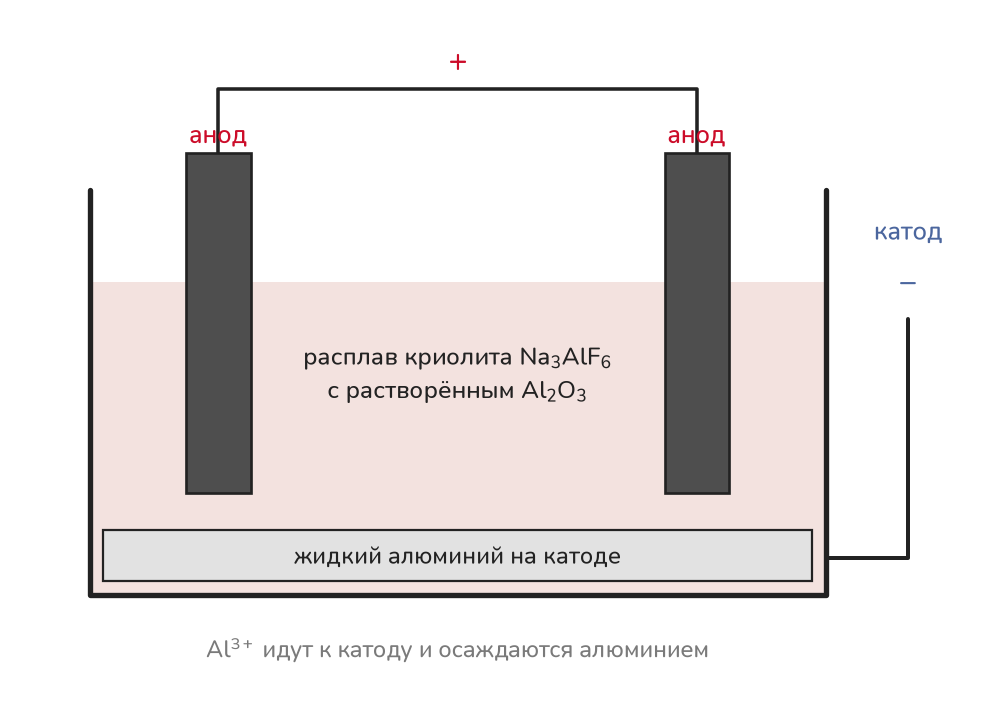 +
анод
анод
катод
−
расплав криолита Na₃AlF₆
с растворённым Al₂O₃
жидкий алюминий на катоде
Al³⁺ идут к катоду и осаждаются алюминием